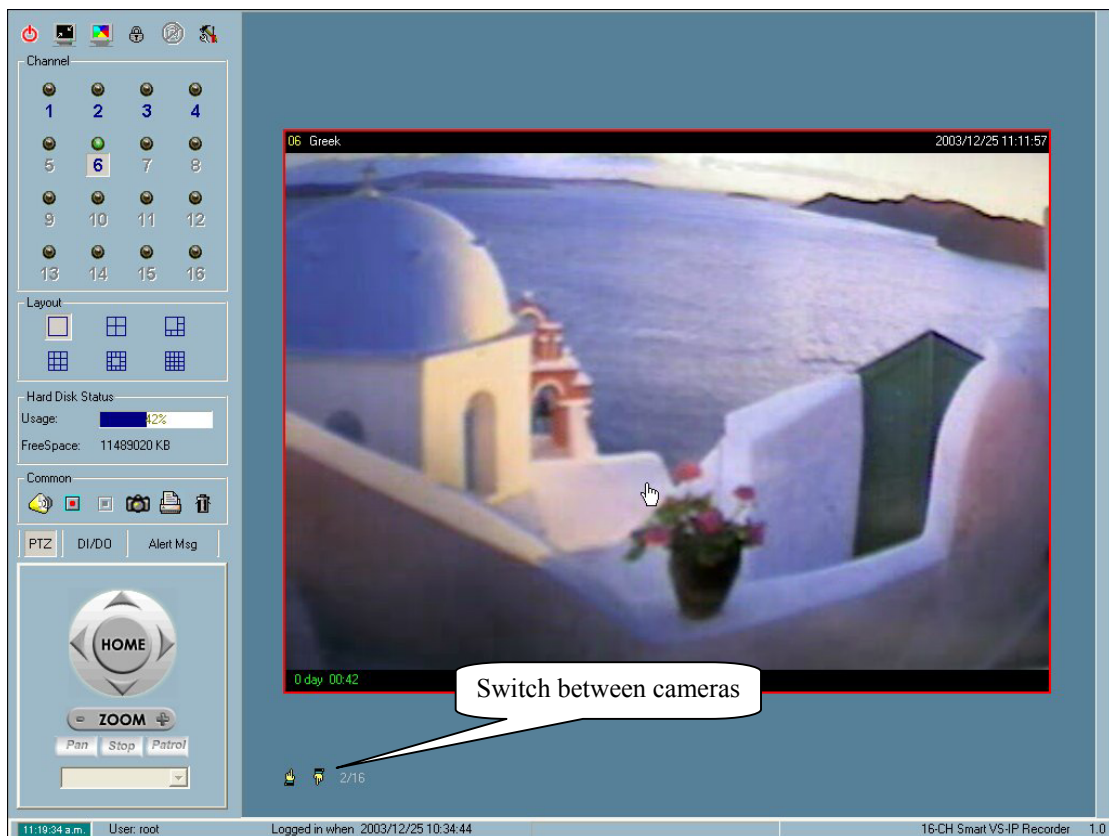 Channel
1 2 3 4
5 6 7 8
9 10 11 12
13 14 15 16
Layout
Hard Disk Status
Usage: 42%
FreeSpace: 11489020 KB
Common
PTZ DI/DO Alert Msg
HOME
ZOOM
Pan Stop Patrol
06 Greek 2003/12/25 11:11:57
0 day 00:42
Switch between cameras
2/16
11:19:34 a.m. User: root Logged in when 2003/12/25 10:34:44 16-CH Smart VS-IP Recorder 1.0